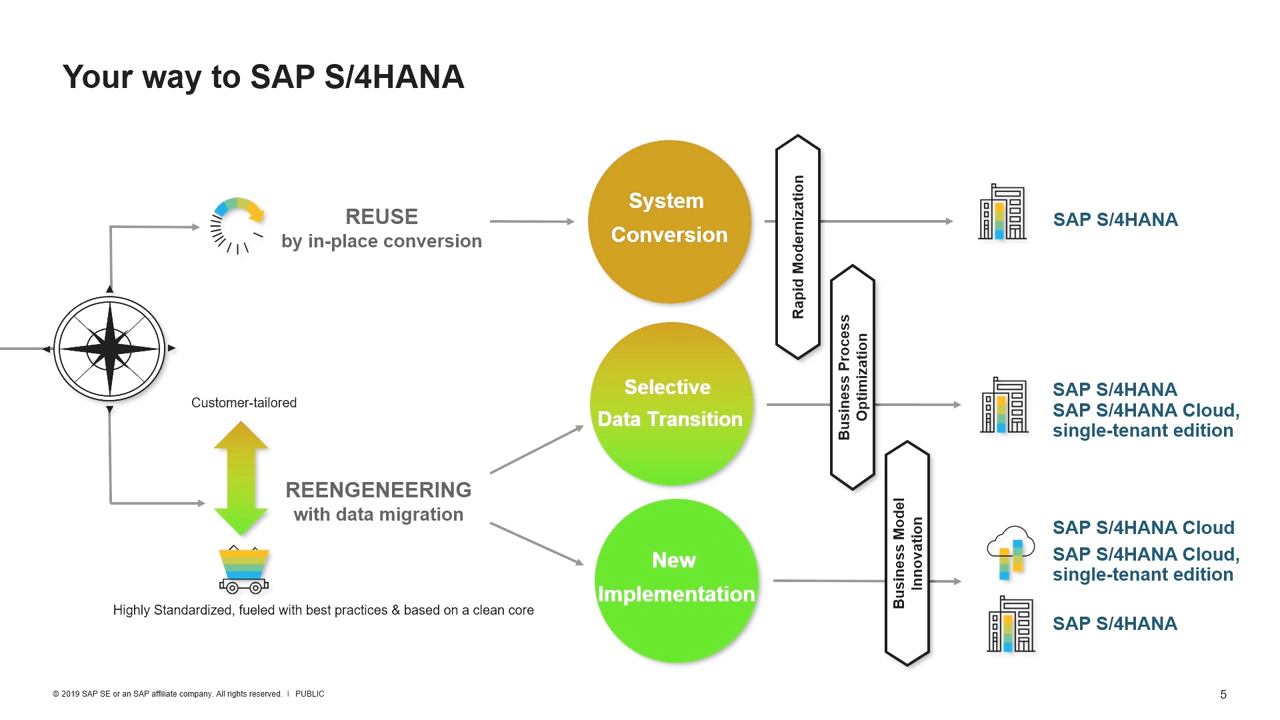 Your way to SAP S/4HANA
REUSE
by in-place conversion
System
Conversion
Rapid Modernization
SAP S/4HANA
Customer-tailored
REENGENEERING
with data migration
Selective
Data Transition
Business Process
Optimization
SAP S/4HANA
SAP S/4HANA Cloud,
single-tenant edition
Highly Standardized, fueled with best practices & based on a clean core
New
Implementation
Business Model
Innovation
SAP S/4HANA Cloud
SAP S/4HANA Cloud,
single-tenant edition
SAP S/4HANA
© 2019 SAP SE or an SAP affiliate company. All rights reserved. | PUBLIC
5